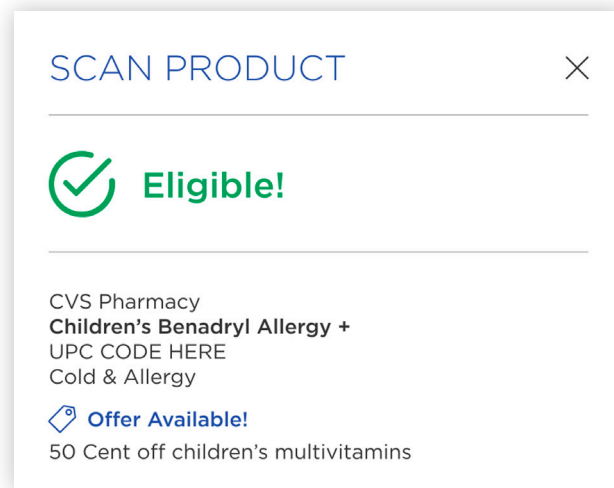 SCAN PRODUCT
Eligible!
CVS Pharmacy
Children’s Benadryl Allergy +
UPC CODE HERE
Cold & Allergy
Offer Available!
50 Cent off children’s multivitamins